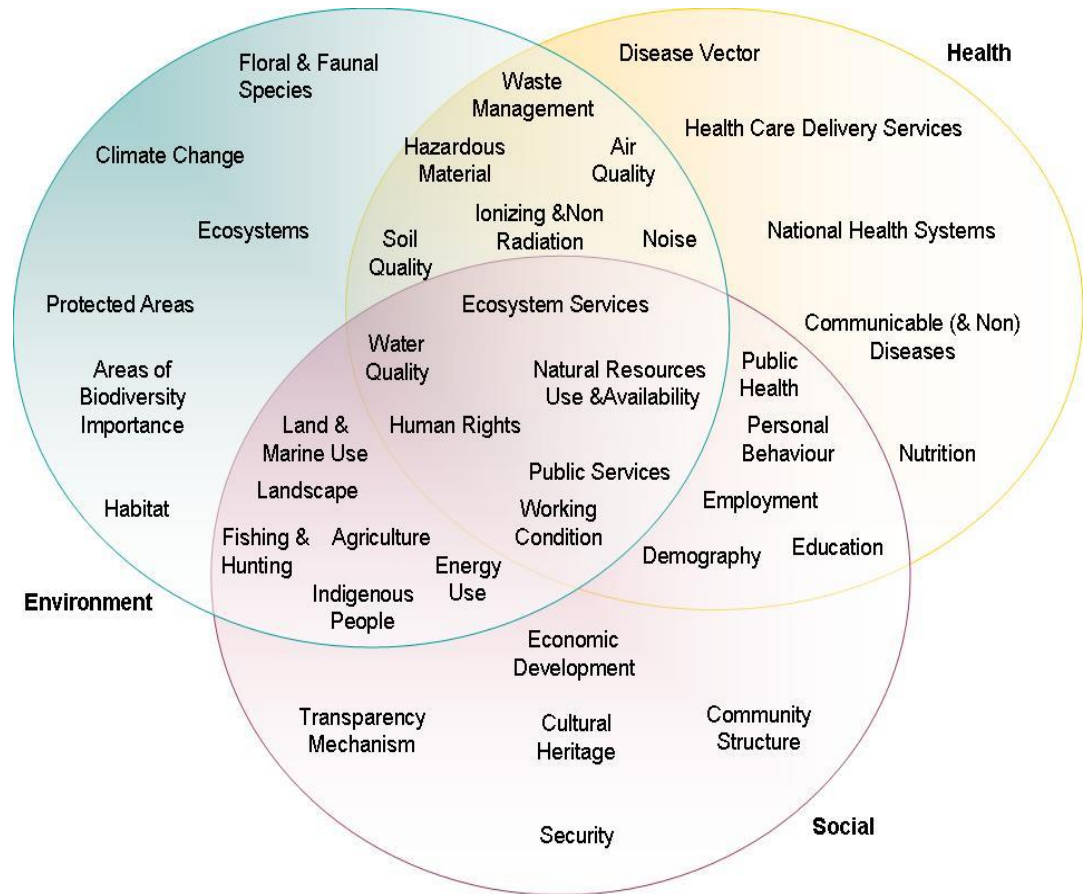 Disease Vector
Health
Floral & Faunal
Species
Waste
Management
Health Care Delivery Services
Climate Change
Hazardous
Material
Air
Quality
Ecosystems
Soil
Quality
Ionizing &Non
Radiation
Noise
National Health Systems
Protected Areas
Ecosystem Services
Communicable (& Non)
Diseases
Water
Quality
Natural Resources
Use &Availability
Public
Health
Areas of
Biodiversity
Importance
Land &
Marine Use
Human Rights
Personal
Behaviour
Nutrition
Landscape
Public Services
Habitat
Working
Condition
Employment
Fishing &
Hunting
Agriculture
Energy
Use
Demography
Education
Environment
Indigenous
People
Economic
Development
Transparency
Mechanism
Cultural
Heritage
Community
Structure
Security
Social